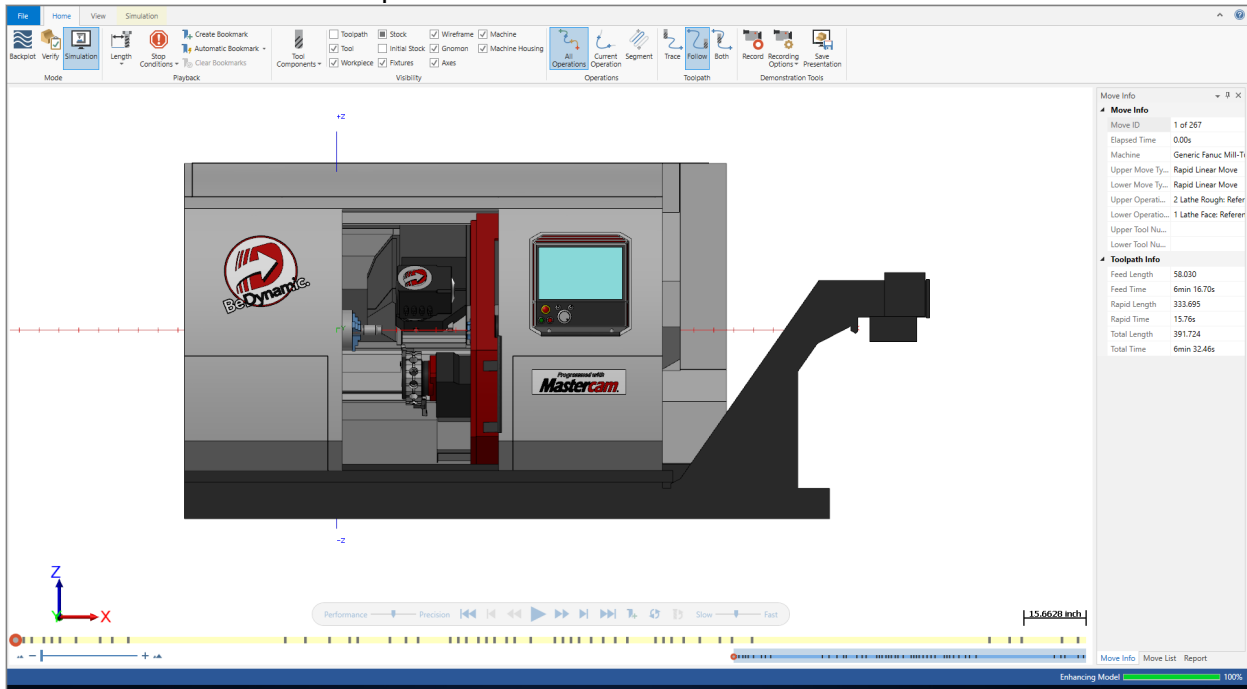 File Home View Simulation
Backplot Verify Simulation
Mode
Length Stop Conditions
Create Bookmark
Automatic Bookmark
Clear Bookmarks
Playback
Tool Components
Toolpath Stock Wireframe Machine
Tool Initial Stock Gnomon Machine Housing
Workpiece Fixtures Axes
Visibility
All Operations Current Operation Segment
Operations
Trace Follow Both
Toolpath
Record Recording Options Save Presentation
Demonstration Tools
+Z
BeDynamic.
Programmed with
Mastercam.
-Z
Z
Y X
Performance Precision Slow Fast
15.6628 inch
Move Info
Move Info
Move ID 1 of 267
Elapsed Time 0.00s
Machine Generic Fanuc Mill-T
Upper Move Ty... Rapid Linear Move
Lower Move Ty... Rapid Linear Move
Upper Operati... 2 Lathe Rough: Refer
Lower Operatio... 1 Lathe Face: Referen
Upper Tool Nu...
Lower Tool Nu...
Toolpath Info
Feed Length 58.030
Feed Time 6min 16.70s
Rapid Length 333.695
Rapid Time 15.76s
Total Length 391.724
Total Time 6min 32.46s
Move Info Move List Report
Enhancing Model 100%